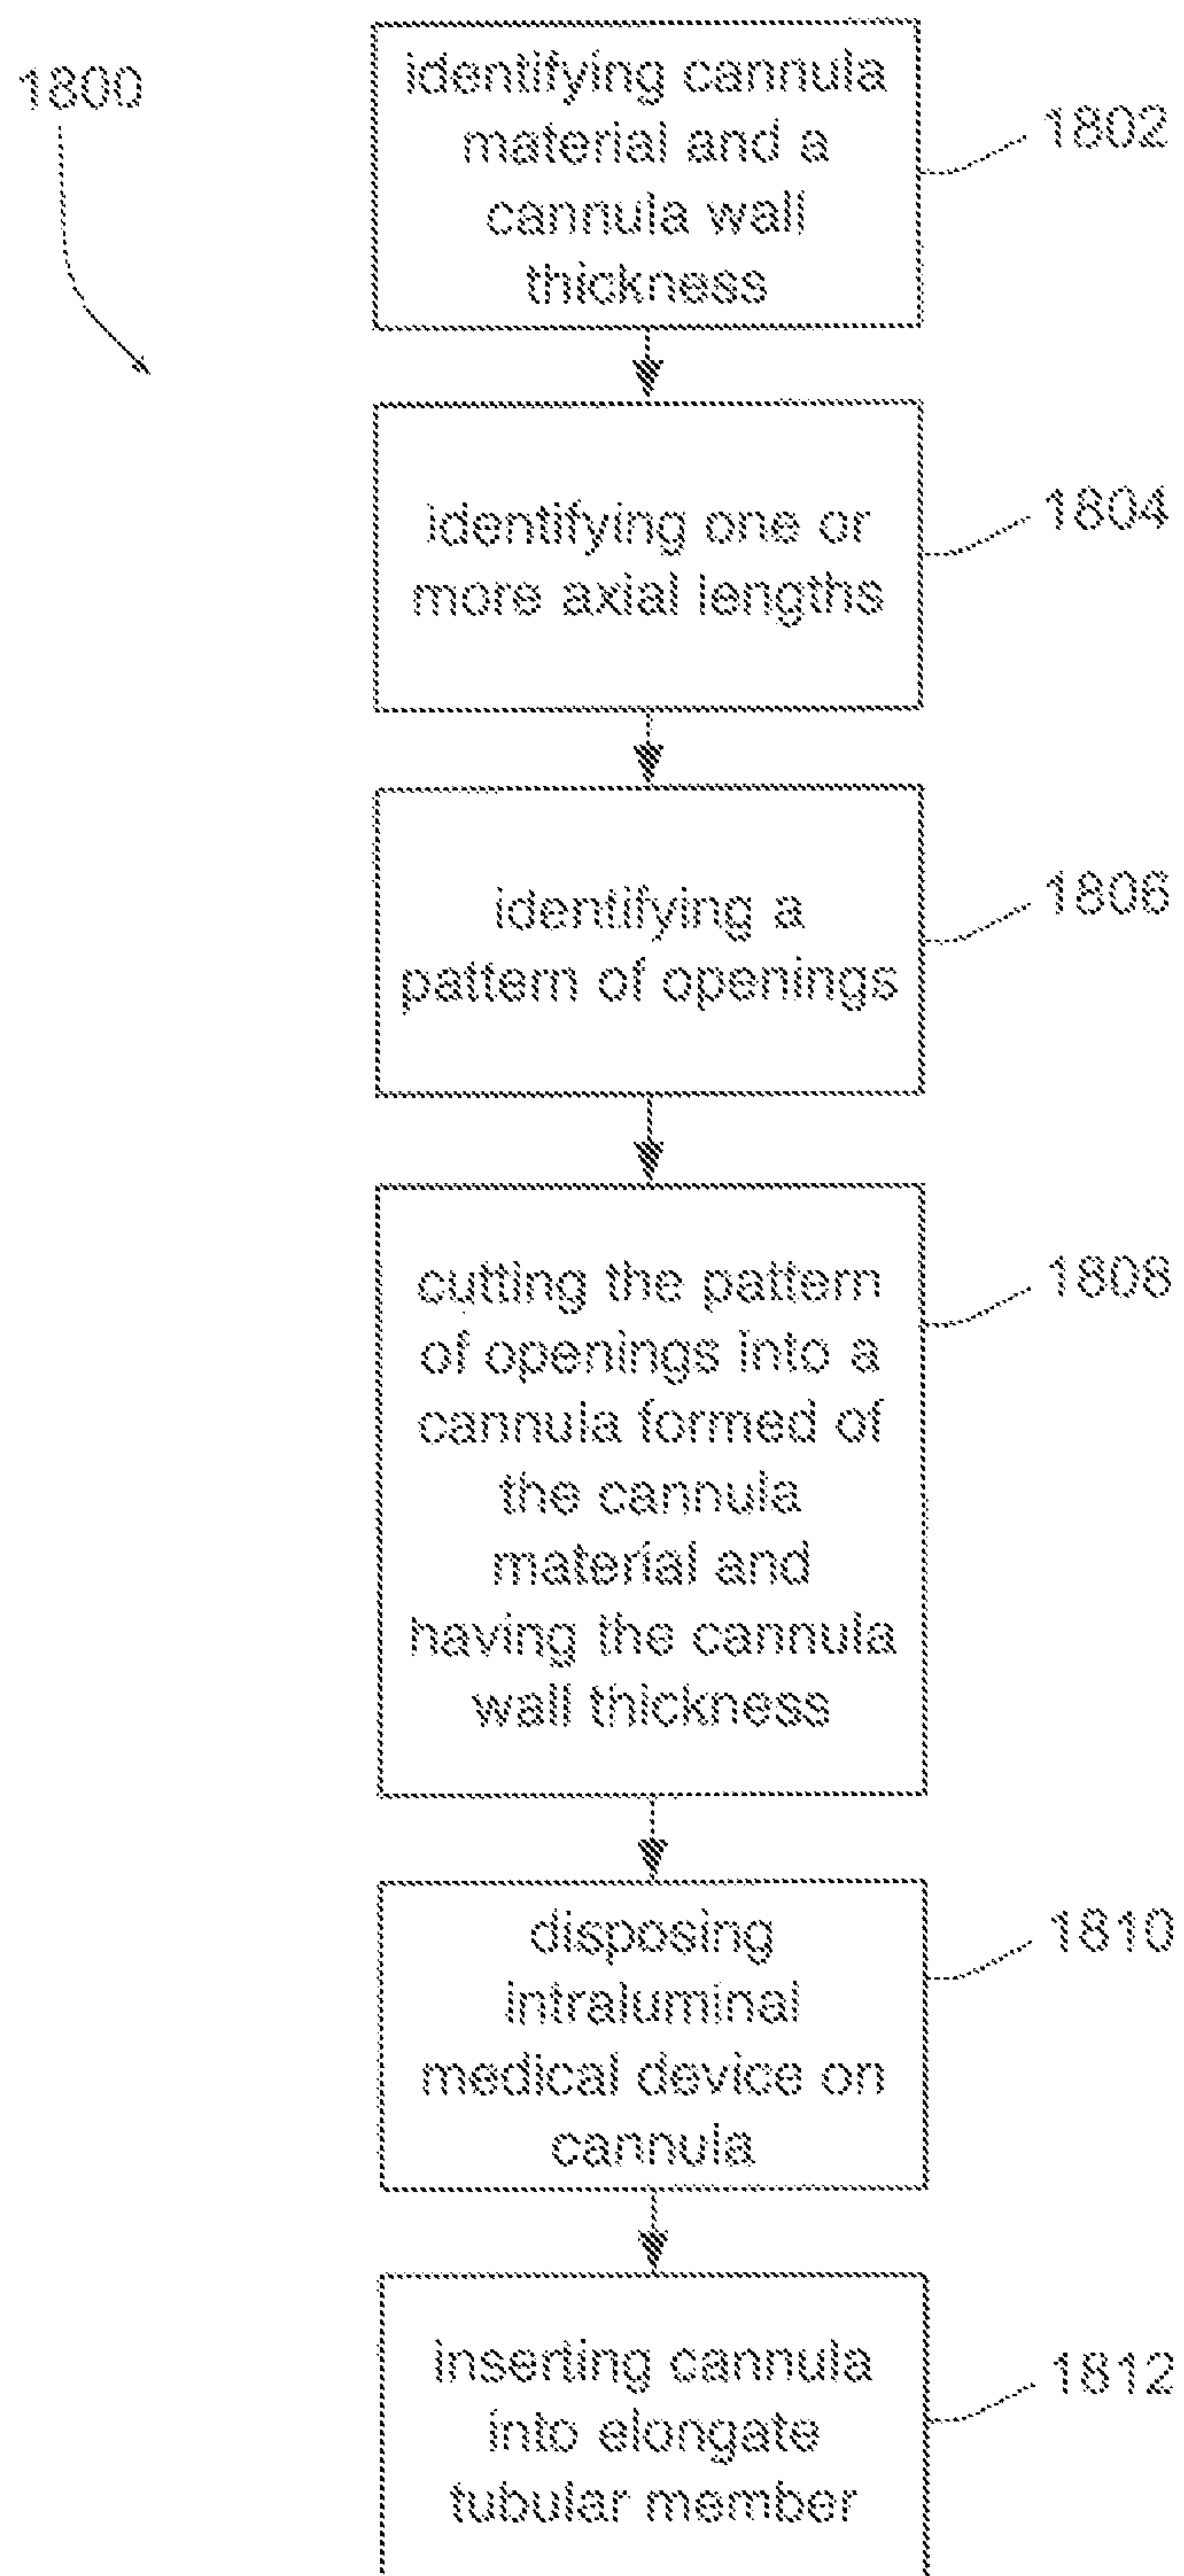 1800
identifying cannula
material and a
cannula wall
thickness
1802
identifying one or
more axial lengths
1804
identifying a
pattern of openings
1806
cutting the pattern
of openings into a
cannula formed of
the cannula
material and
having the cannula
wall thickness
1808
disposing
intraluminal
medical device on
cannula
1810
inserting cannula
into elongate
tubular member
1812